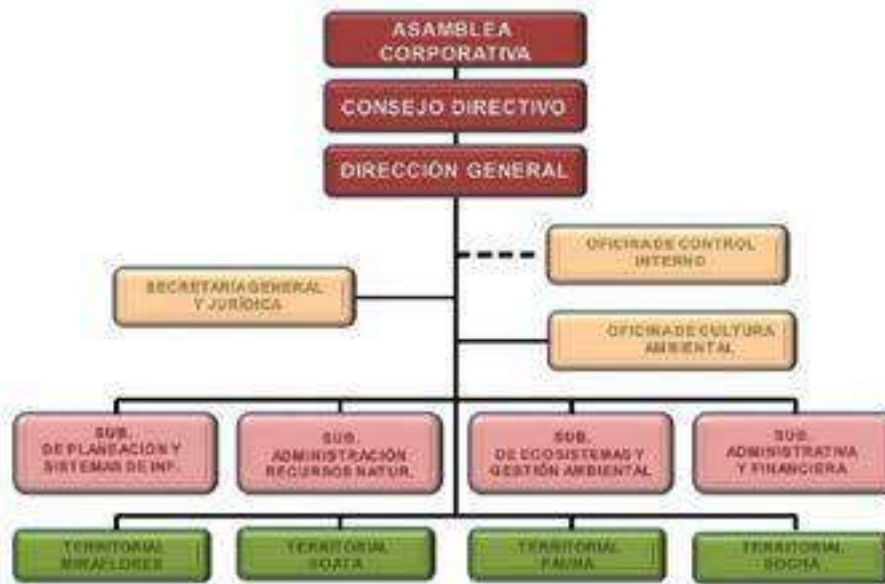 ASAMBLEA
CORPORATIVA
CONSEJO DIRECTIVO
DIRECCIÓN GENERAL
OFICINA DE CONTROL
INTERNO
SECRETARÍA GENERAL
Y JURÍDICA
OFICINA DE CULTURA
AMBIENTAL
SUB.
DE PLANEACIÓN Y
SISTEMAS DE INF.
SUB.
ADMINISTRACIÓN
RECURSOS NATUR.
SUB.
DE ECOSISTEMAS Y
GESTIÓN AMBIENTAL
SUB.
ADMINISTRATIVA
Y FINANCIERA
TERRITORIAL
MIRAFLORES
TERRITORIAL
SOATA
TERRITORIAL
TERRITORIAL
SOCHA